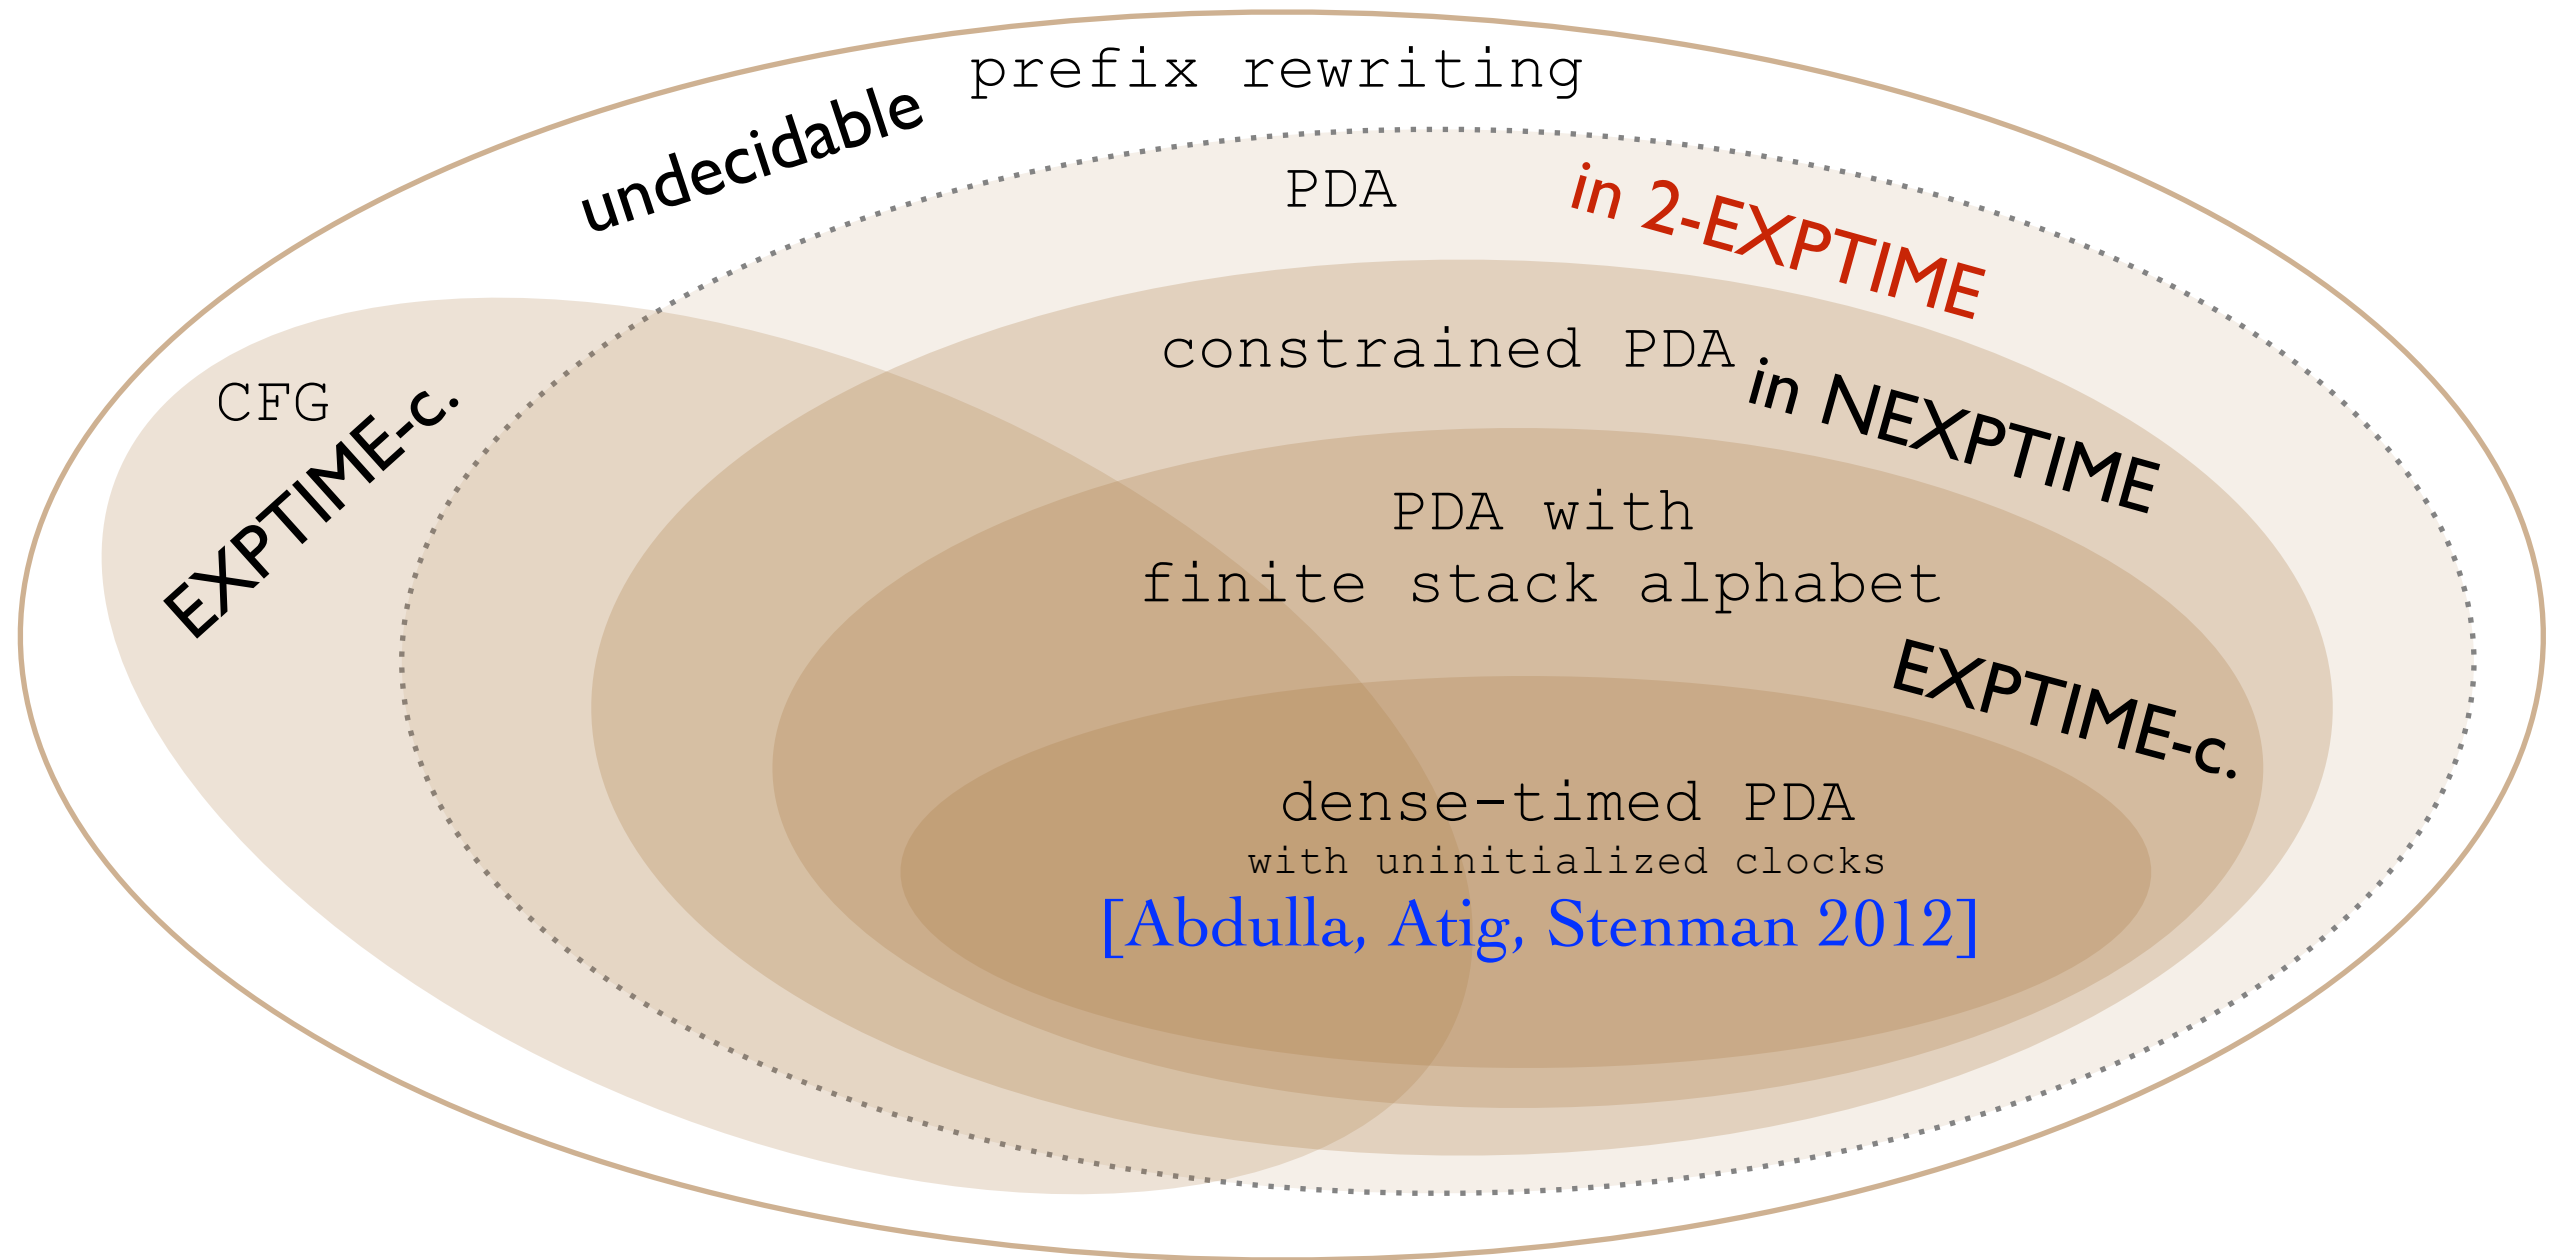 prefix rewriting
undecidable
PDA
in 2-EXPTIME
constrained PDA
in NEXPTIME
CFG
EXPTIME-c.
PDA with
finite stack alphabet
EXPTIME-c.
dense-timed PDA
with uninitialized clocks
[Abdulla, Atig, Stenman 2012]